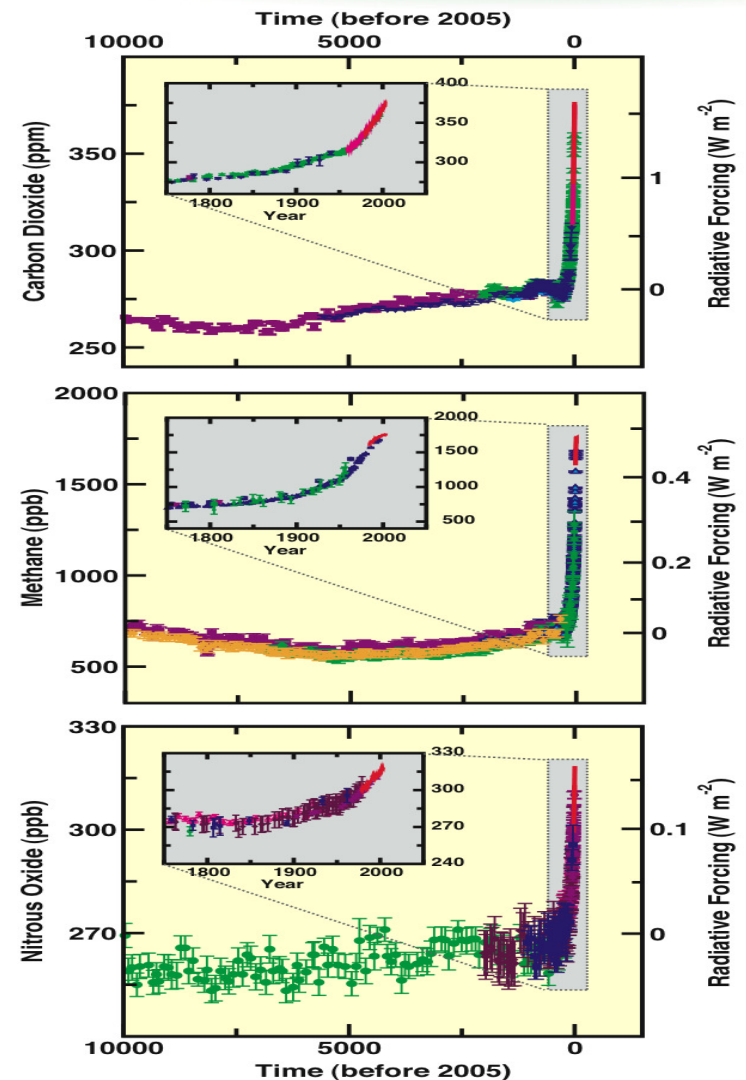 Time (before 2005)
10000 5000 0
Carbon Dioxide (ppm)
350
300
250
400
350
300
1800 1900 2000
Year
1
0
Radiative Forcing (W m⁻²)
Methane (ppb)
2000
1500
1000
500
2000
1500
1000
500
1800 1900 2000
Year
0.4
0.2
0
Radiative Forcing (W m⁻²)
Nitrous Oxide (ppb)
330
300
270
330
300
270
240
1800 1900 2000
Year
0.1
0
Radiative Forcing (W m⁻²)
10000 5000 0
Time (before 2005)